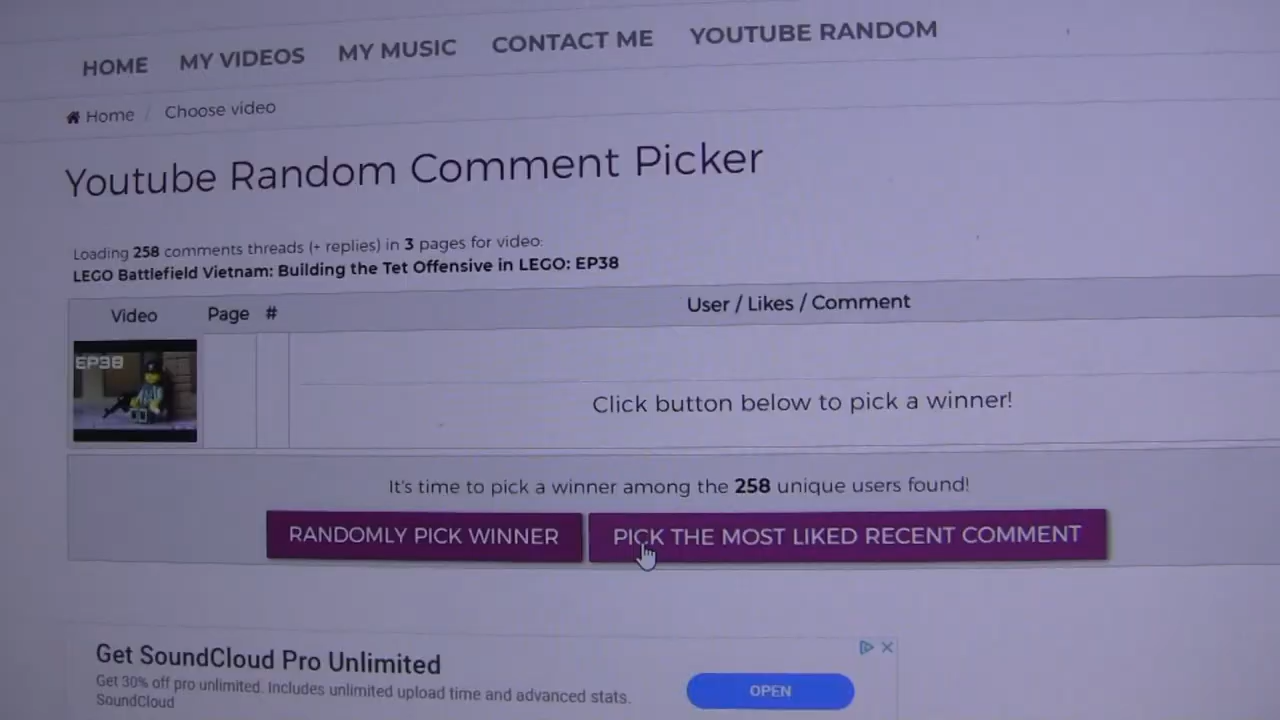 HOME MY VIDEOS MY MUSIC CONTACT ME YOUTUBE RANDOM
Home / Choose video
Youtube Random Comment Picker
Loading 258 comments threads (+ replies) in 3 pages for video:
LEGO Battlefield Vietnam: Building the Tet Offensive in LEGO: EP38
Video Page # User / Likes / Comment
EP38
Click button below to pick a winner!
It's time to pick a winner among the 258 unique users found!
RANDOMLY PICK WINNER PICK THE MOST LIKED RECENT COMMENT
Get SoundCloud Pro Unlimited
Get 30% off pro unlimited. Includes unlimited upload time and advanced stats.
SoundCloud
OPEN